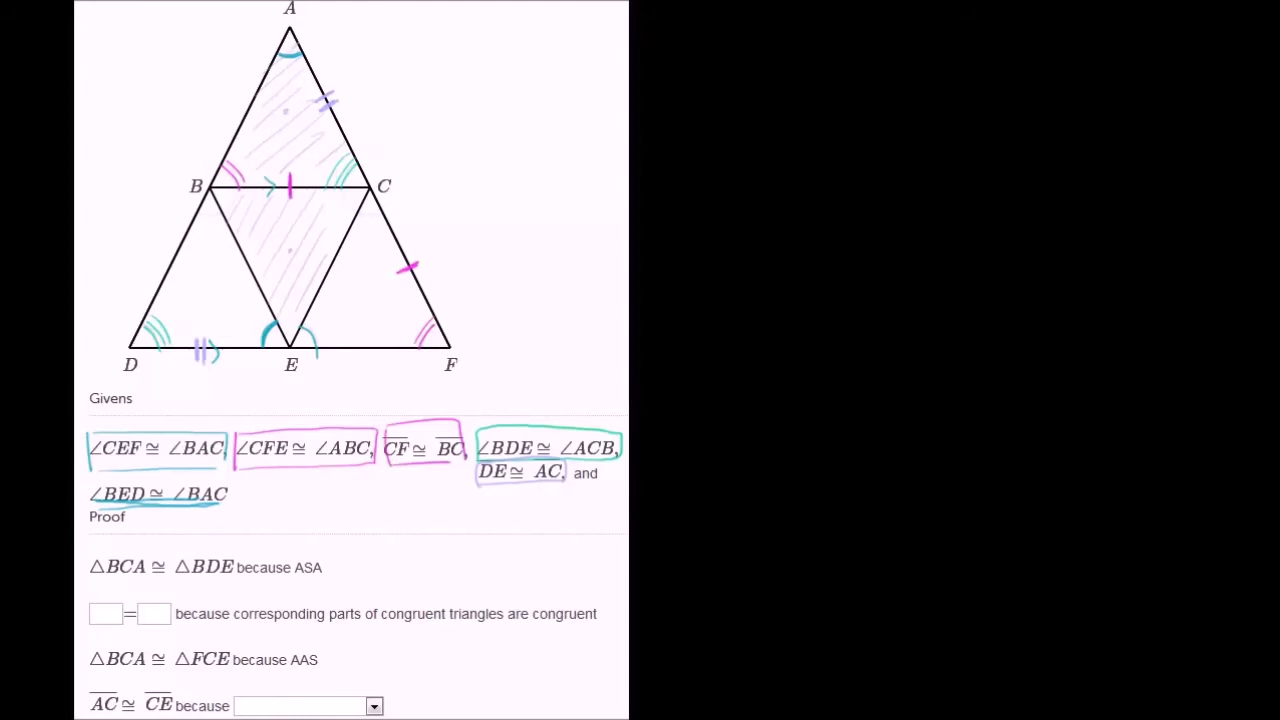 A
B
C
D
E
F
Givens
∠CEF ≅ ∠BAC, ∠CFE ≅ ∠ABC, CF ≅ BC, ∠BDE ≅ ∠ACB,
DE ≅ AC, and
∠BED ≅ ∠BAC
Proof
△BCA ≅ △BDE because ASA
= because corresponding parts of congruent triangles are congruent
△BCA ≅ △FCE because AAS
AC ≅ CE because